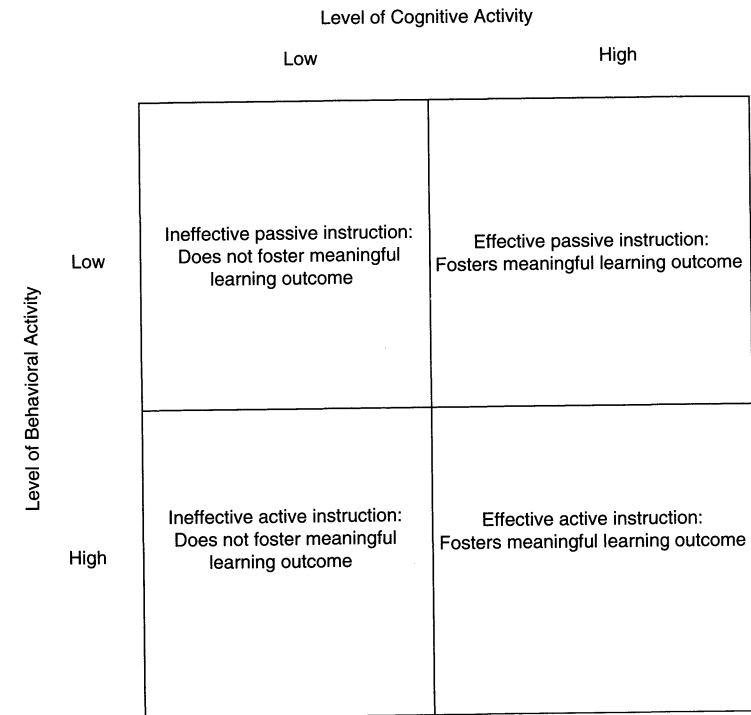 Level of Cognitive Activity
Low
High
Ineffective passive instruction:
Does not foster meaningful
learning outcome
Effective passive instruction:
Fosters meaningful learning outcome
Low
Level of Behavioral Activity
Ineffective active instruction:
Does not foster meaningful
learning outcome
Effective active instruction:
Fosters meaningful learning outcome
High